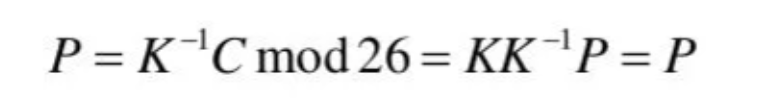 P = K⁻¹C mod 26 = KK⁻¹P = P